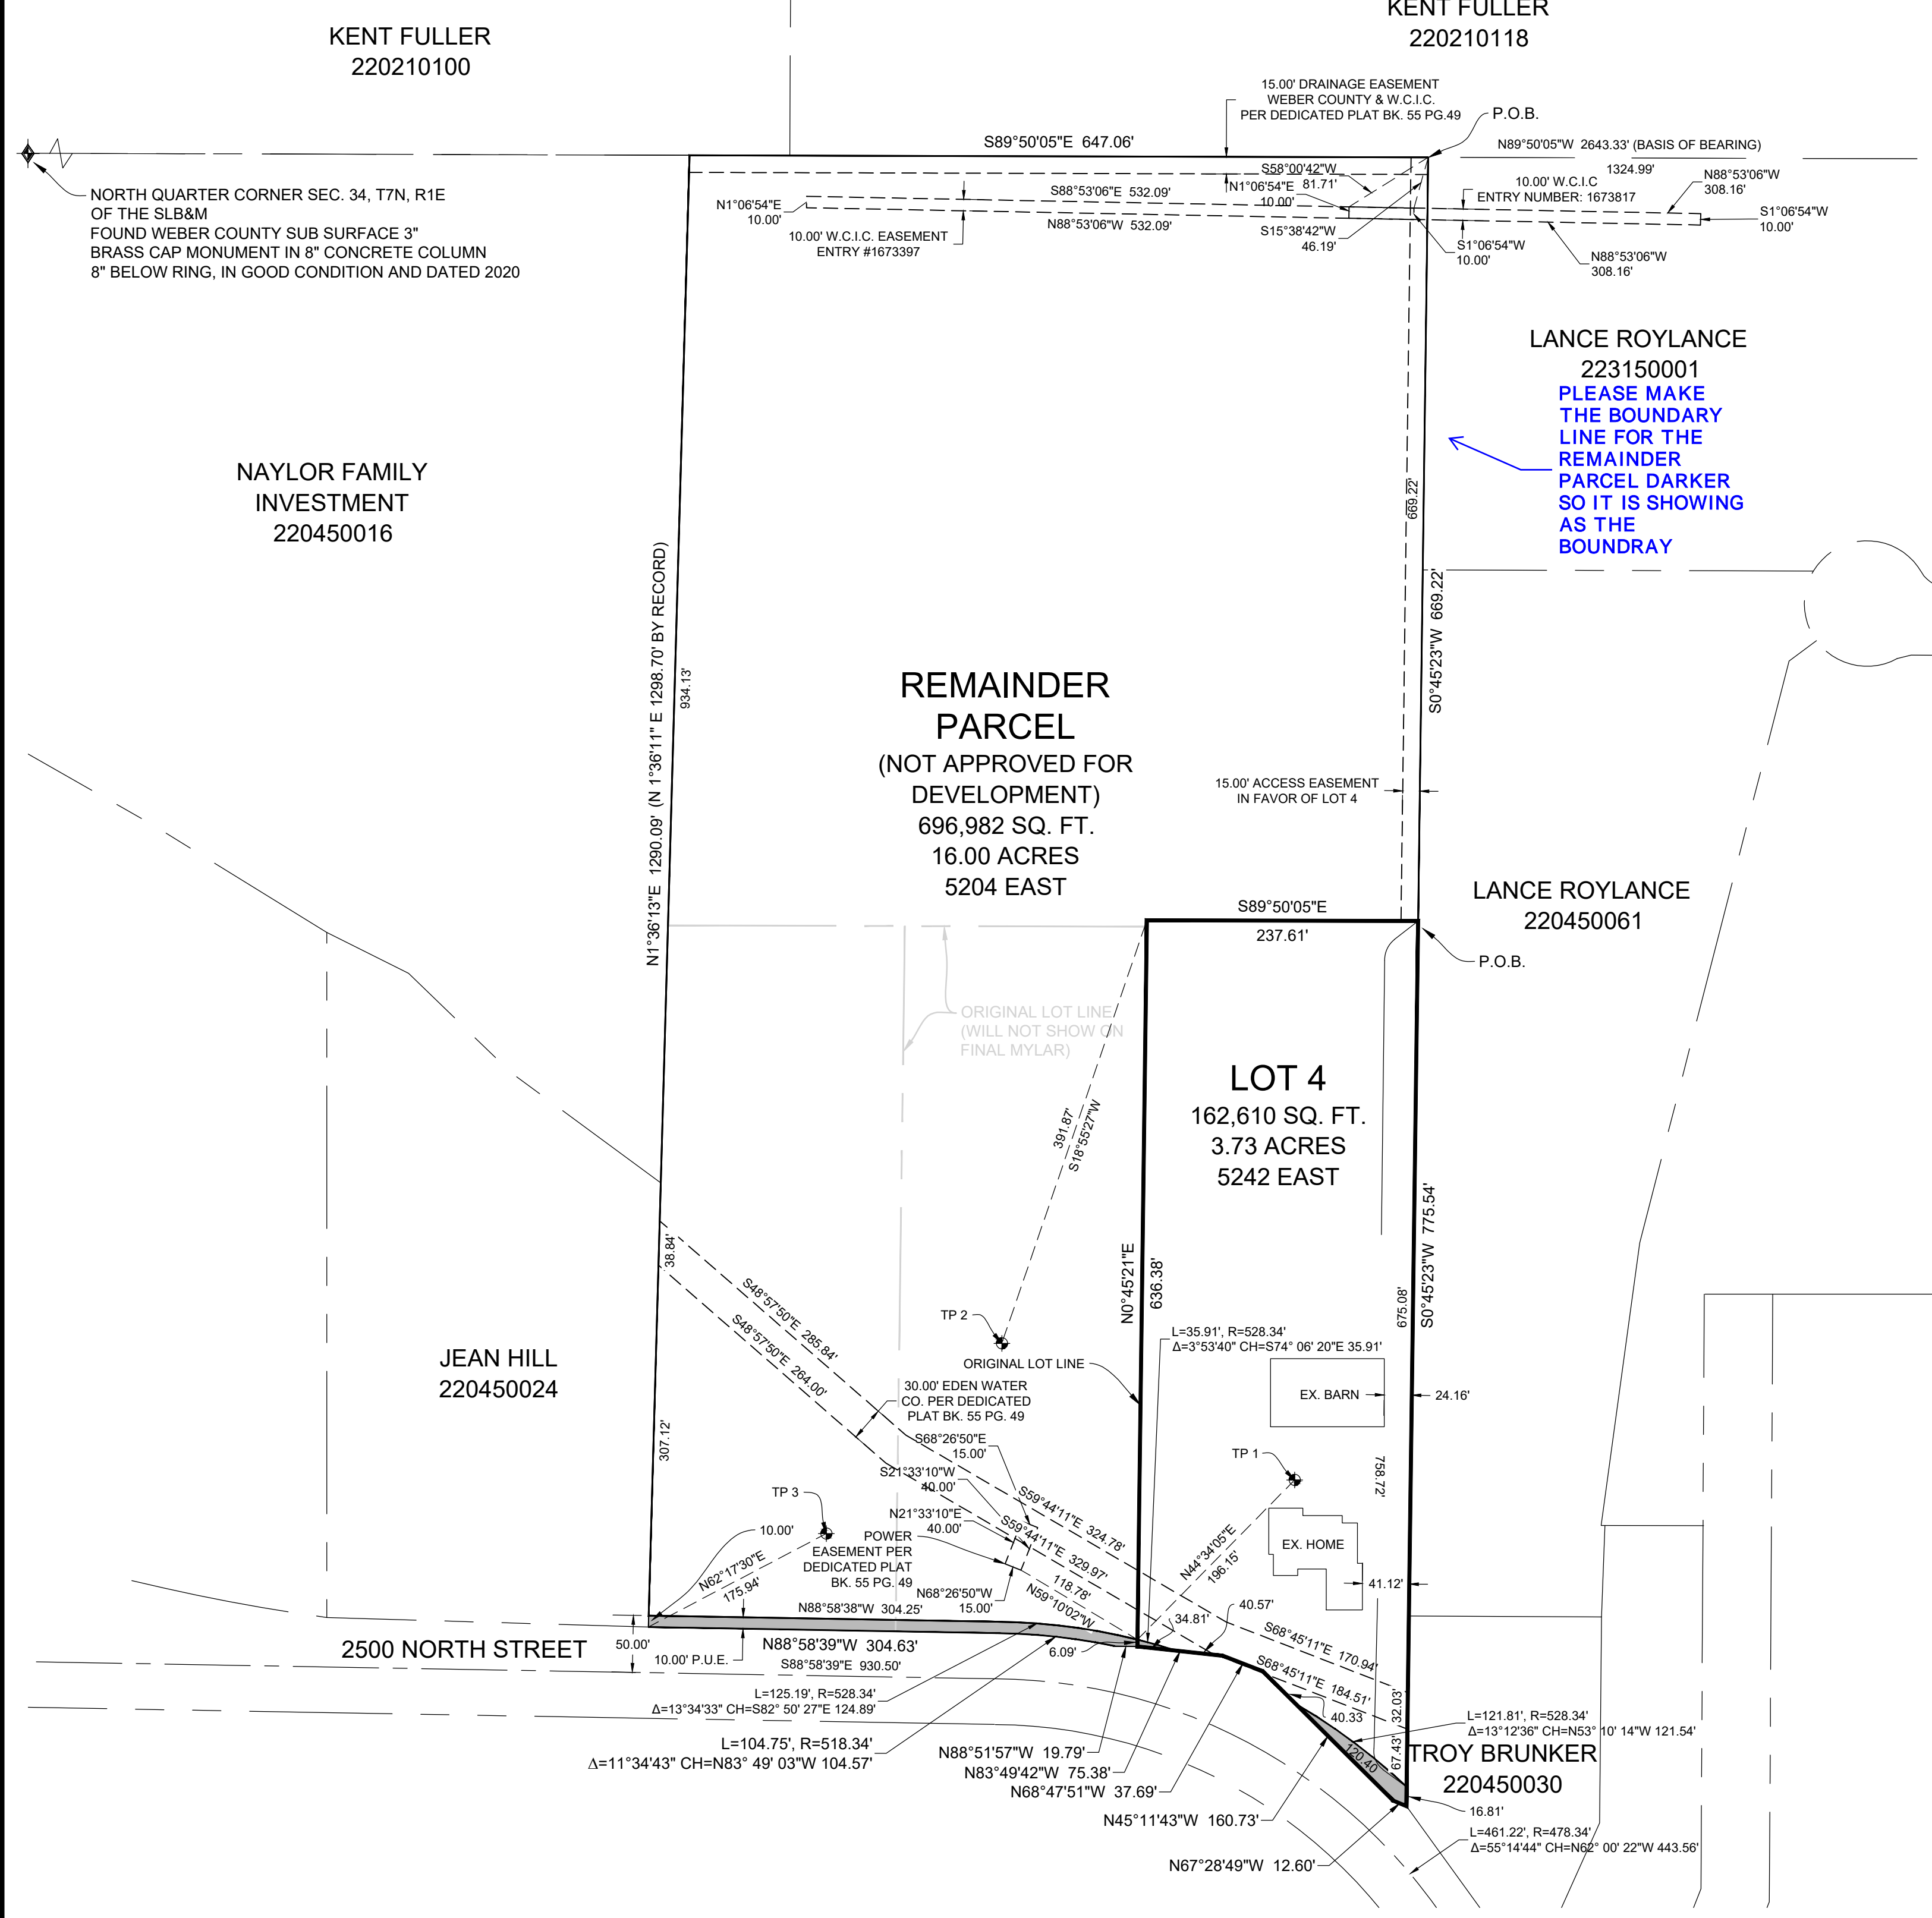 KENT FULLER
220210100
KENT FULLER
220210118
15.00' DRAINAGE EASEMENT
WEBER COUNTY & W.C.I.C.
PER DEDICATED PLAT BK. 55 PG.49
P.O.B.
S89°50'05"E 647.06'
N89°50'05"W 2643.33' (BASIS OF BEARING)
1324.99'
NORTH QUARTER CORNER SEC. 34, T7N, R1E
OF THE SLB&M
FOUND WEBER COUNTY SUB SURFACE 3"
BRASS CAP MONUMENT IN 8" CONCRETE COLUMN
8" BELOW RING, IN GOOD CONDITION AND DATED 2020
N1°06'54"E
10.00'
S88°53'06"E 532.09'
N88°53'06"W 532.09'
10.00' W.C.I.C. EASEMENT
ENTRY #1673397
S58°00'42"W
81.71'
N1°06'54"E
10.00'
S15°38'42"W
46.19'
10.00' W.C.I.C
ENTRY NUMBER: 1673817
N88°53'06"W
308.16'
S1°06'54"W
10.00'
S1°06'54"W
10.00'
N88°53'06"W
308.16'
LANCE ROYLANCE
223150001
PLEASE MAKE
THE BOUNDARY
LINE FOR THE
REMAINDER
PARCEL DARKER
SO IT IS SHOWING
AS THE
BOUNDRAY
NAYLOR FAMILY
INVESTMENT
220450016
669.22'
S0°45'23"W 669.22'
N1°36'13"E 1290.09' (N 1°36'11" E 1298.70' BY RECORD)
934.13'
REMAINDER
PARCEL
(NOT APPROVED FOR
DEVELOPMENT)
696,982 SQ. FT.
16.00 ACRES
5204 EAST
15.00' ACCESS EASEMENT
IN FAVOR OF LOT 4
S89°50'05"E
237.61'
LANCE ROYLANCE
220450061
P.O.B.
ORIGINAL LOT LINE
(WILL NOT SHOW ON
FINAL MYLAR)
391.87'
S18°55'27"W
LOT 4
162,610 SQ. FT.
3.73 ACRES
5242 EAST
N0°45'21"E
636.38'
675.08'
S0°45'23"W 775.54'
38.84'
S48°57'50"E 285.84'
S48°57'50"E 264.00'
TP 2
L=35.91', R=528.34'
Δ=3°53'40" CH=S74° 06' 20"E 35.91'
ORIGINAL LOT LINE
JEAN HILL
220450024
30.00' EDEN WATER
CO. PER DEDICATED
PLAT BK. 55 PG. 49
EX. BARN
24.16'
307.12'
S68°26'50"E
15.00'
S21°33'10"W
40.00'
TP 1
758.72'
TP 3
10.00'
N21°33'10"E
40.00'
S59°44'11"E 324.78'
S59°44'11"E 329.97'
POWER
EASEMENT PER
DEDICATED PLAT
BK. 55 PG. 49
EX. HOME
N44°34'05"E
196.15'
N62°17'30"E
175.94'
118.78'
N59°10'02"W
N68°26'50"W
15.00'
41.12'
N88°58'38"W 304.25'
34.81'
40.57'
2500 NORTH STREET
50.00'
10.00' P.U.E.
N88°58'39"W 304.63'
S88°58'39"E 930.50'
6.09'
S68°45'11"E 170.94'
S68°45'11"E 184.51'
32.03'
L=125.19', R=528.34'
Δ=13°34'33" CH=S82° 50' 27"E 124.89'
40.33
67.43'
L=121.81', R=528.34'
Δ=13°12'36" CH=N53° 10' 14"W 121.54'
L=104.75', R=518.34'
Δ=11°34'43" CH=N83° 49' 03"W 104.57'
N88°51'57"W 19.79'
N83°49'42"W 75.38'
N68°47'51"W 37.69'
120.40
TROY BRUNKER
220450030
N45°11'43"W 160.73'
16.81'
L=461.22', R=478.34'
Δ=55°14'44" CH=N62° 00' 22"W 443.56'
N67°28'49"W 12.60'